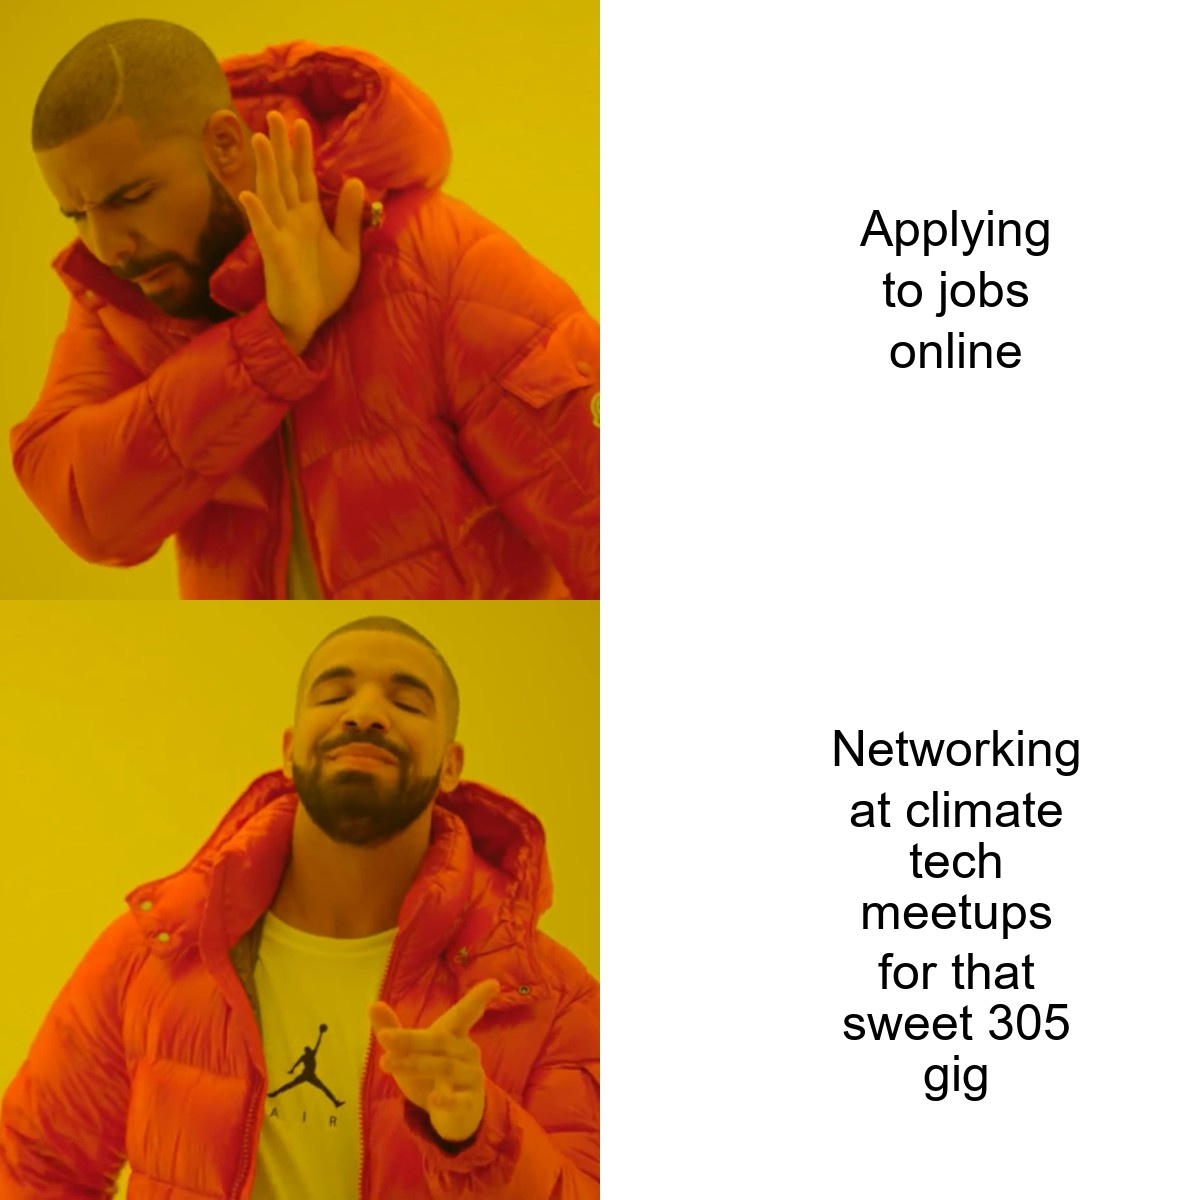 Applying
to jobs
online
Networking
at climate
tech
meetups
for that
sweet 305
gig
A I R